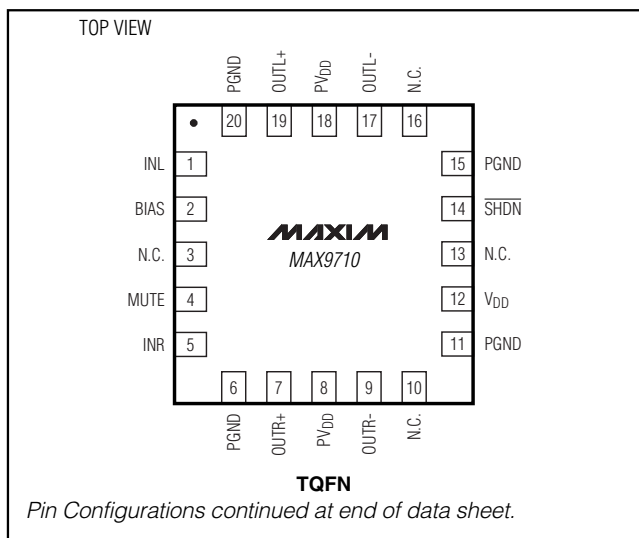 TOP VIEW
PGND OUTL+ PVDD OUTL- N.C.
20 19 18 17 16
INL 1 15 PGND
BIAS 2 14 SHDN
N.C. 3 MAXIM 13 N.C.
MAX9710
MUTE 4 12 VDD
INR 5 11 PGND
6 7 8 9 10
PGND OUTR+ PVDD OUTR- N.C.
TQFN
Pin Configurations continued at end of data sheet.